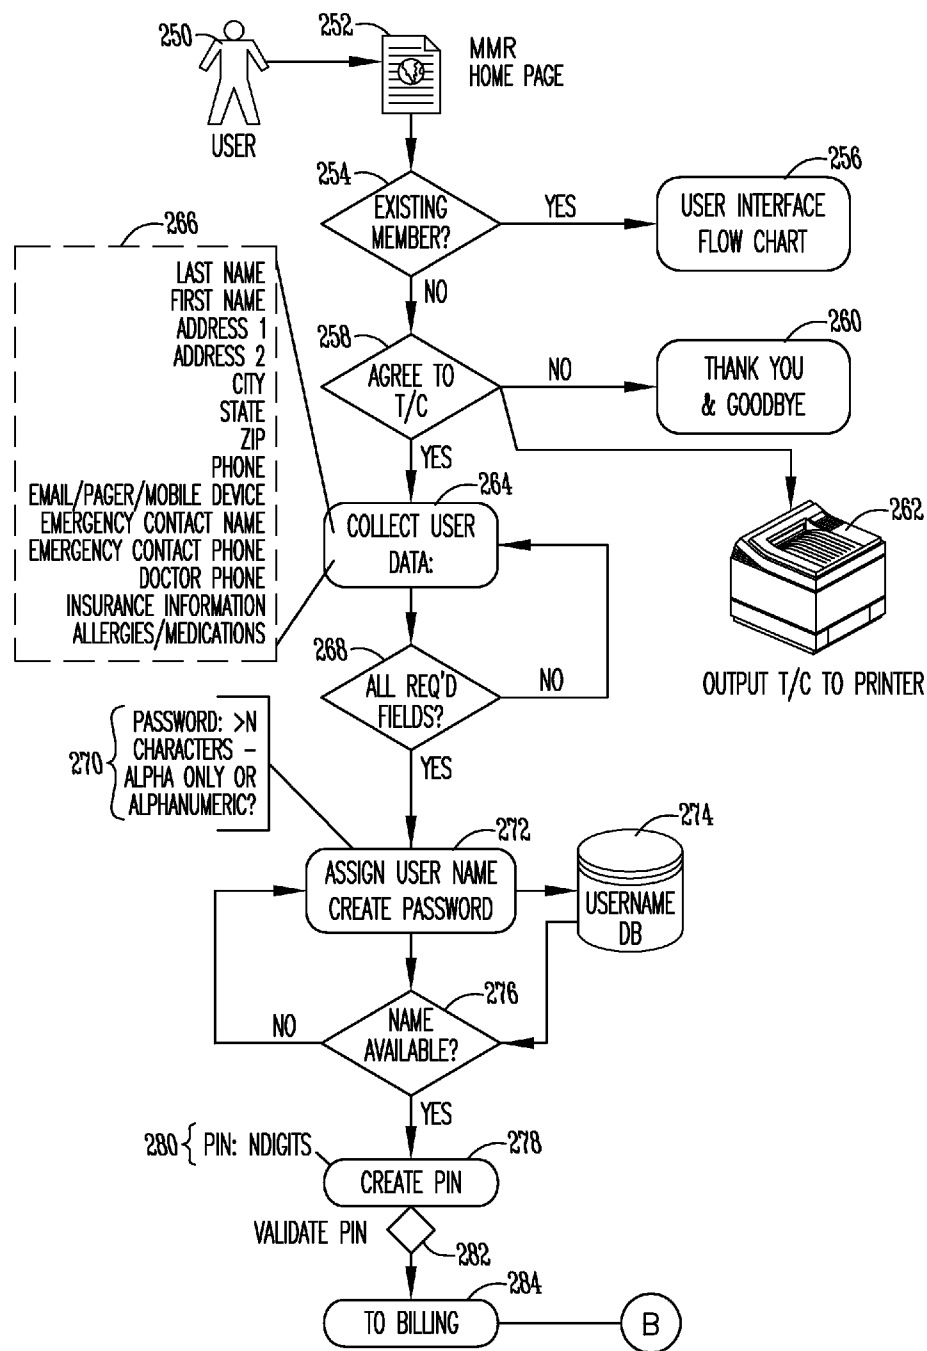 250
252
MMR
HOME PAGE
USER
254
EXISTING
MEMBER?
YES
256
USER INTERFACE
FLOW CHART
NO
266
LAST NAME
FIRST NAME
ADDRESS 1
ADDRESS 2
CITY
STATE
ZIP
PHONE
EMAIL/PAGER/MOBILE DEVICE
EMERGENCY CONTACT NAME
EMERGENCY CONTACT PHONE
DOCTOR PHONE
INSURANCE INFORMATION
ALLERGIES/MEDICATIONS
258
AGREE TO
T/C
NO
260
THANK YOU
& GOODBYE
YES
262
OUTPUT T/C TO PRINTER
264
COLLECT USER
DATA:
268
ALL REQ'D
FIELDS?
NO
YES
270
PASSWORD: >N
CHARACTERS –
ALPHA ONLY OR
ALPHANUMERIC?
272
ASSIGN USER NAME
CREATE PASSWORD
274
USERNAME
DB
276
NAME
AVAILABLE?
NO
YES
280
PIN: NDIGITS
278
CREATE PIN
VALIDATE PIN
282
284
TO BILLING
B